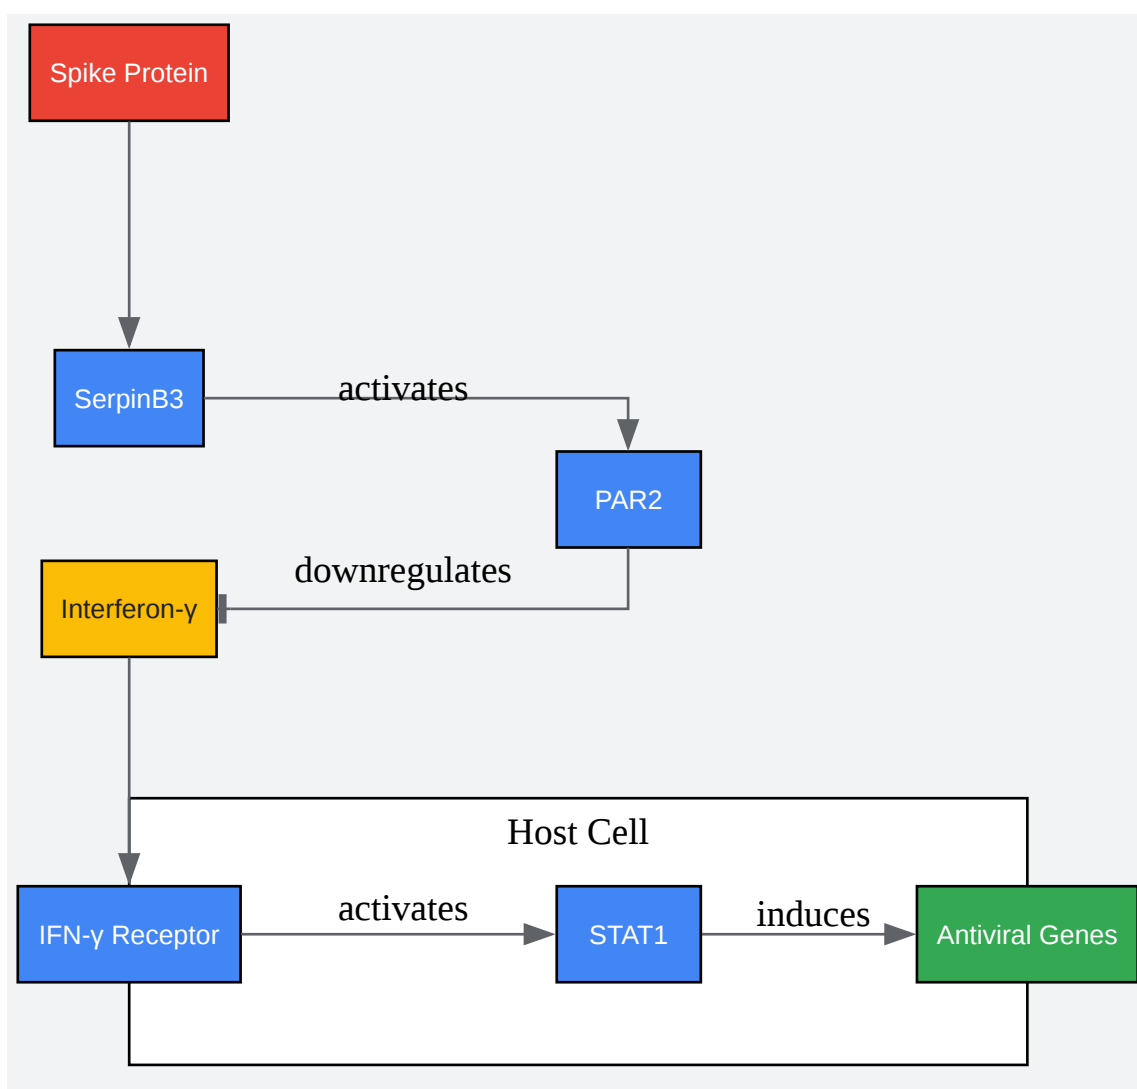 Spike Protein
SerpinB3
activates
PAR2
downregulates
Interferon-γ
Host Cell
IFN-γ Receptor
activates
STAT1
induces
Antiviral Genes